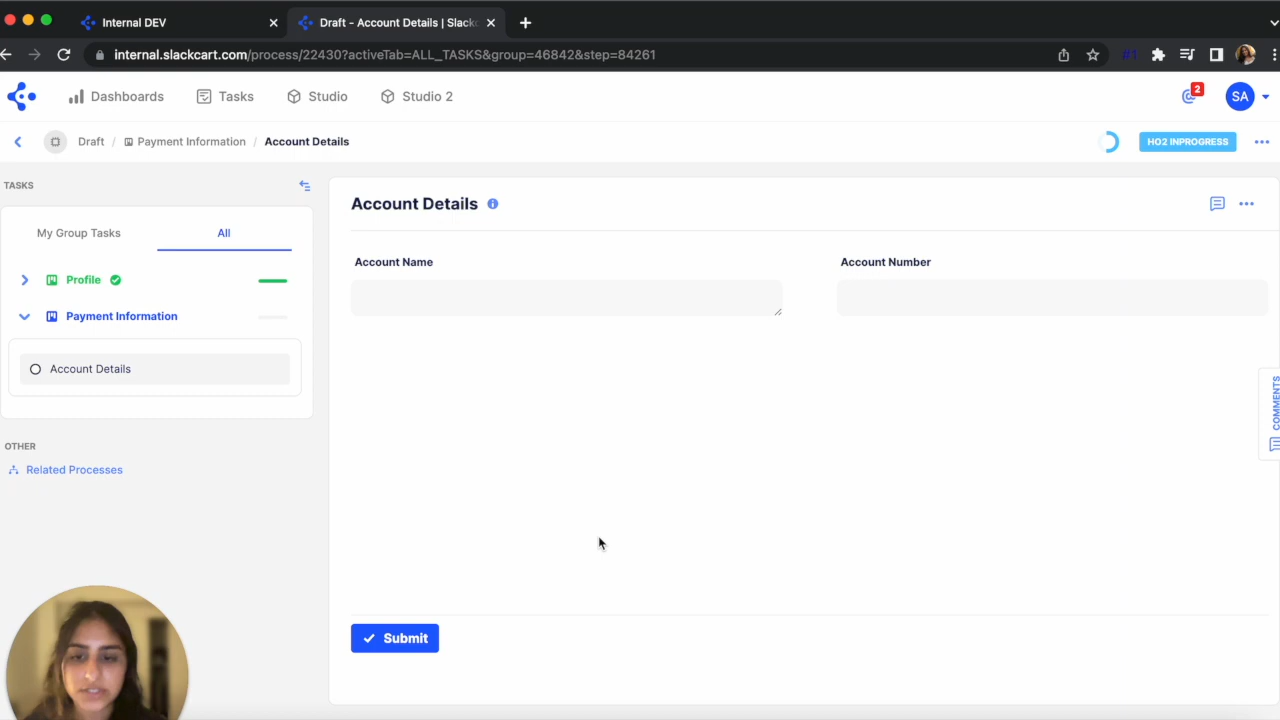 Internal DEV
Draft - Account Details | Slackc
internal.slackcart.com/process/22430?activeTab=ALL_TASKS&group=46842&step=84261
#1
Dashboards
Tasks
Studio
Studio 2
2
SA
Draft / Payment Information / Account Details
HO2 INPROGRESS
TASKS
My Group Tasks
All
Profile
Payment Information
Account Details
OTHER
Related Processes
Account Details
Account Name
Account Number
Submit
COMMENTS